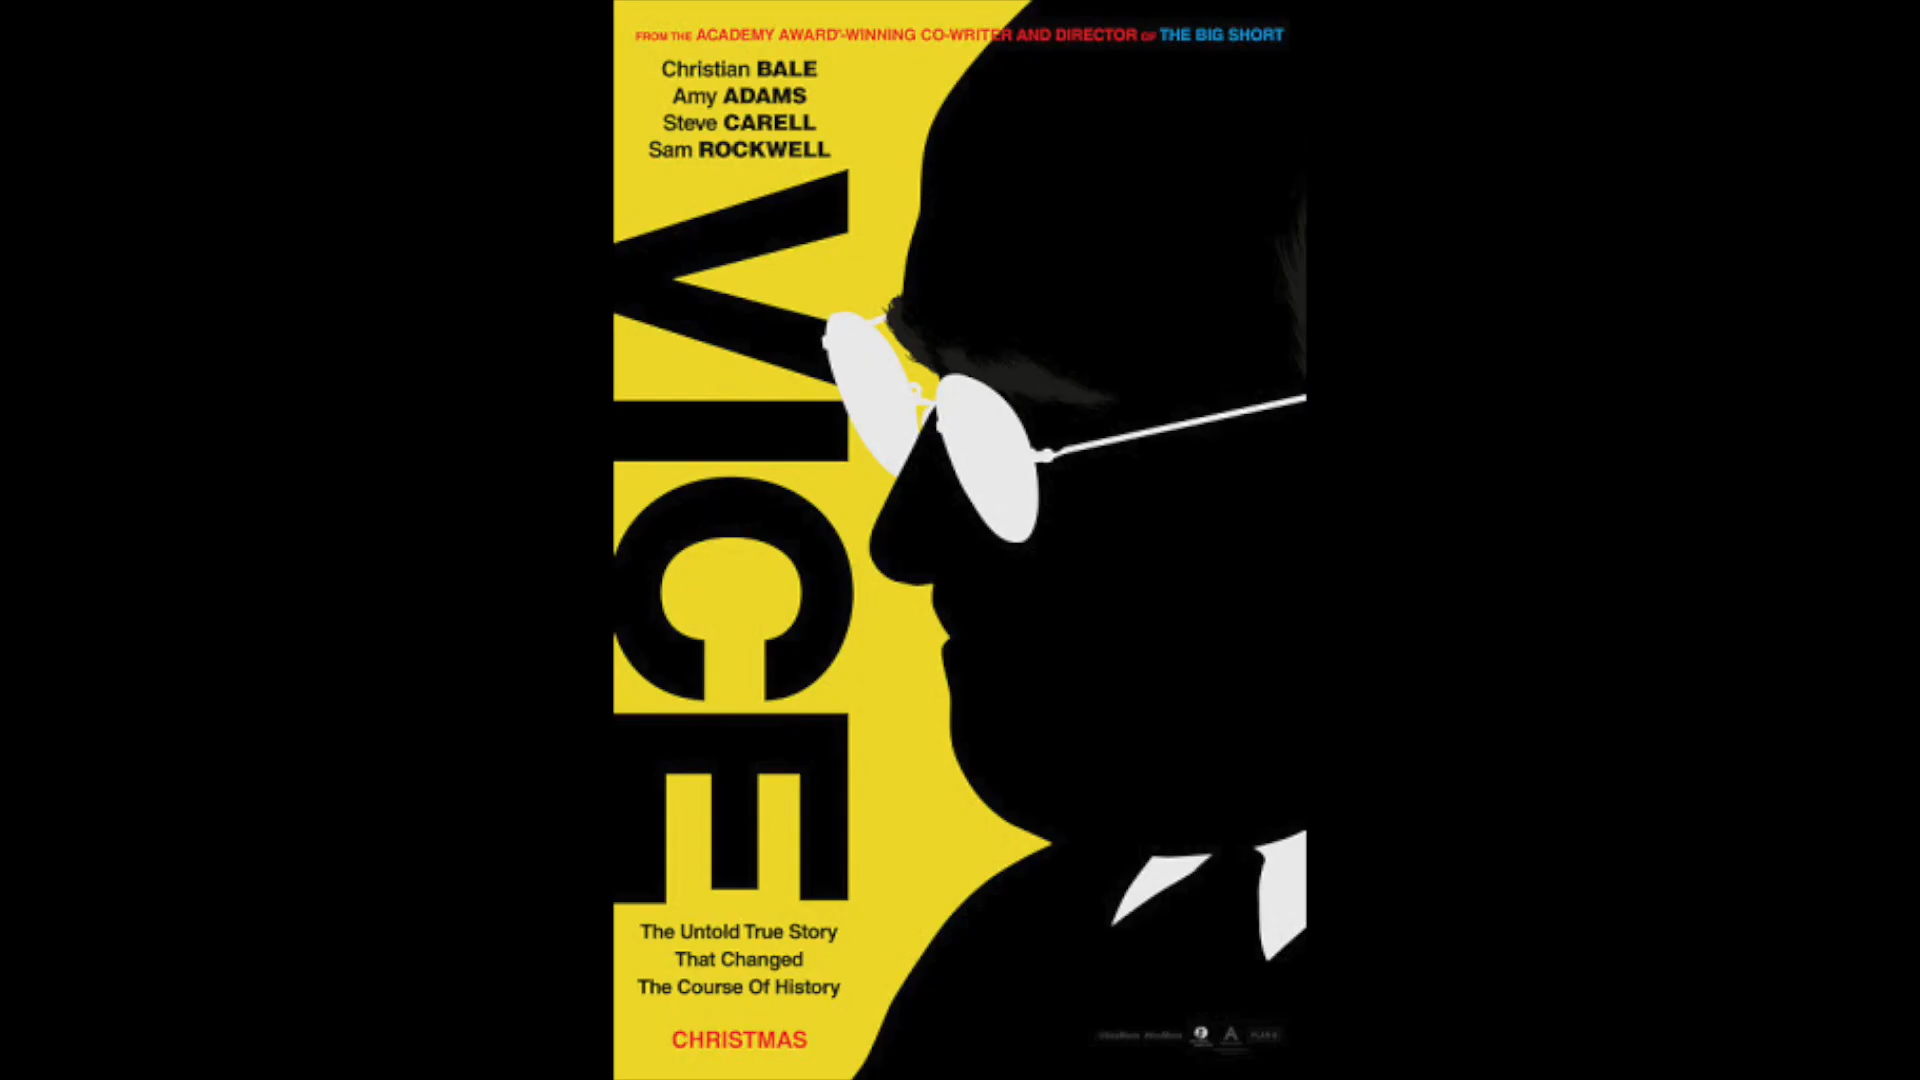 FROM THE ACADEMY AWARD®-WINNING CO-WRITER AND DIRECTOR OF THE BIG SHORT
Christian BALE
Amy ADAMS
Steve CARELL
Sam ROCKWELL
VICE
The Untold True Story
That Changed
The Course Of History
CHRISTMAS